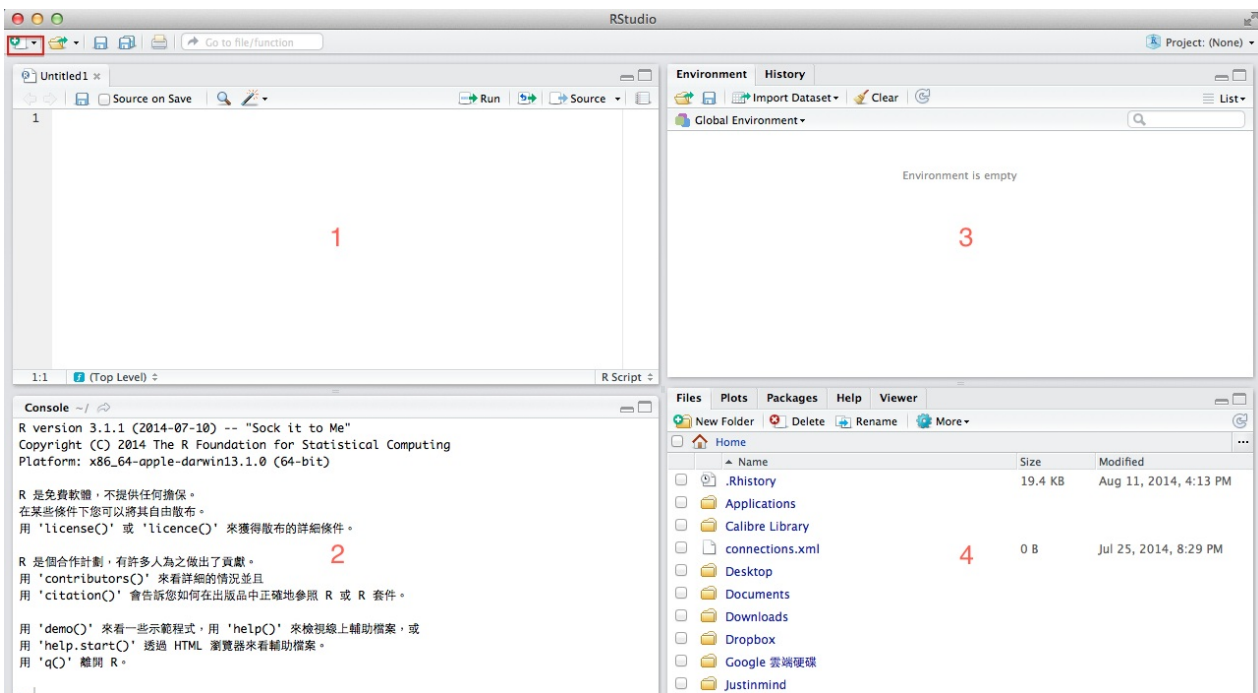 RStudio
Go to file/function
Project: (None)
Untitled1
Source on Save
Run
Source
1
1
1:1 (Top Level)
R Script
Console ~/
R version 3.1.1 (2014-07-10) -- "Sock it to Me"
Copyright (C) 2014 The R Foundation for Statistical Computing
Platform: x86_64-apple-darwin13.1.0 (64-bit)
R 是免費軟體，不提供任何擔保。
在某些條件下您可以將其自由散布。
用 'license()' 或 'licence()' 來獲得散布的詳細條件。
2
R 是個合作計劃，有許多人為之做出了貢獻。
用 'contributors()' 來看詳細的情況並且
用 'citation()' 會告訴您如何在出版品中正確地參照 R 或 R 套件。
用 'demo()' 來看一些示範程式，用 'help()' 來檢視線上輔助檔案，或
用 'help.start()' 透過 HTML 瀏覽器來看輔助檔案。
用 'q()' 離開 R。
Environment History
Import Dataset Clear
List
Global Environment
Environment is empty
3
Files Plots Packages Help Viewer
New Folder Delete Rename More
Home
Name Size Modified
.Rhistory 19.4 KB Aug 11, 2014, 4:13 PM
Applications
Calibre Library
connections.xml 0 B Jul 25, 2014, 8:29 PM
4
Desktop
Documents
Downloads
Dropbox
Google 雲端硬碟
Justinmind